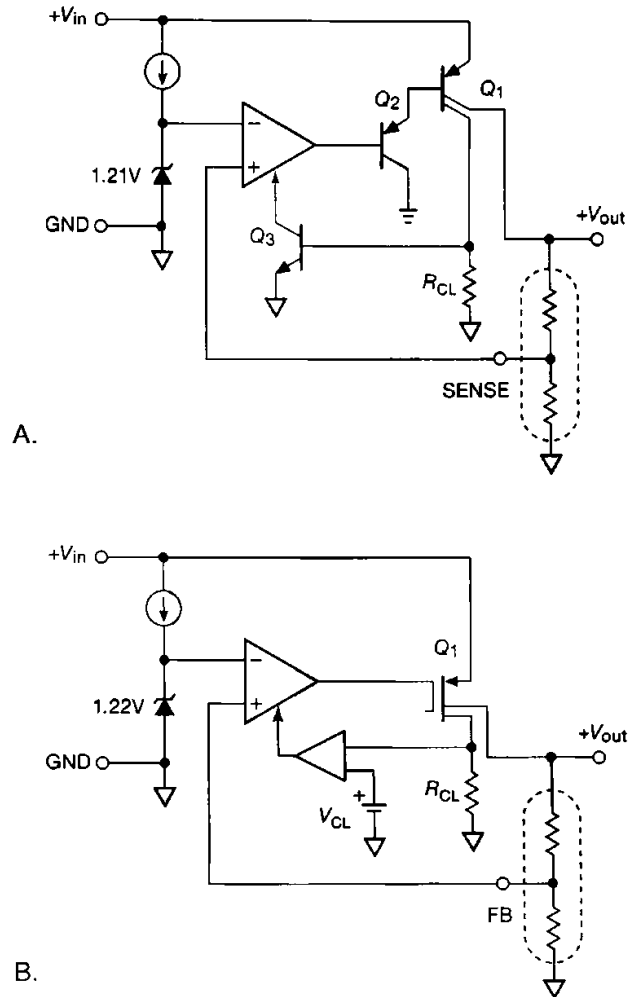 +Vin
Q2
Q1
−
+
1.21V
GND
Q3
+Vout
RCL
SENSE
A.
+Vin
Q1
−
+
1.22V
+Vout
GND
+
VCL
RCL
FB
B.